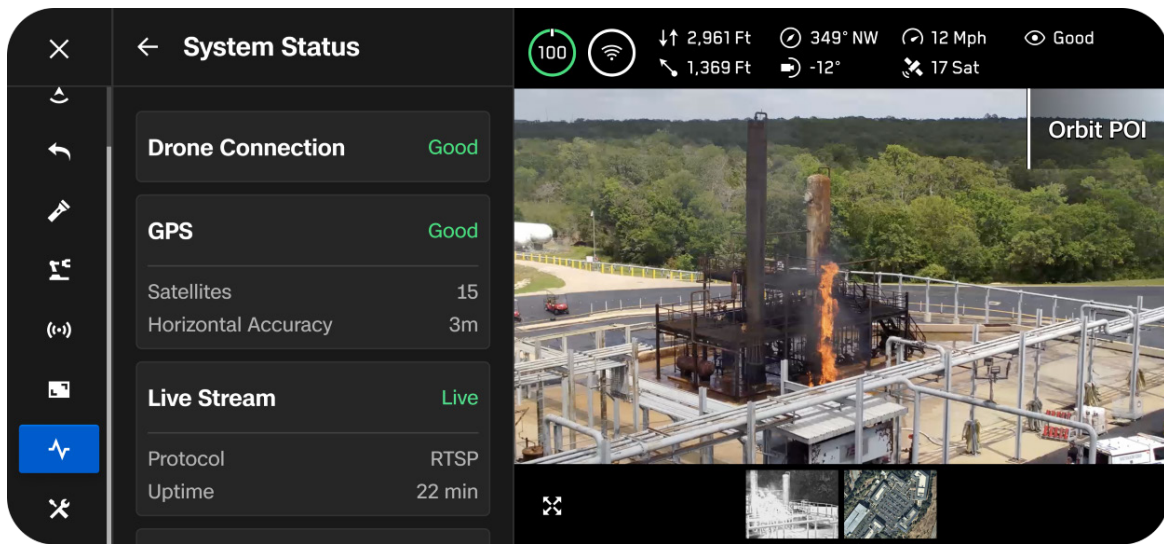 System Status
Drone Connection Good
GPS Good
Satellites 15
Horizontal Accuracy 3m
Live Stream Live
Protocol RTSP
Uptime 22 min
100
2,961 Ft 349° NW 12 Mph Good
1,369 Ft -12° 17 Sat
Orbit POI